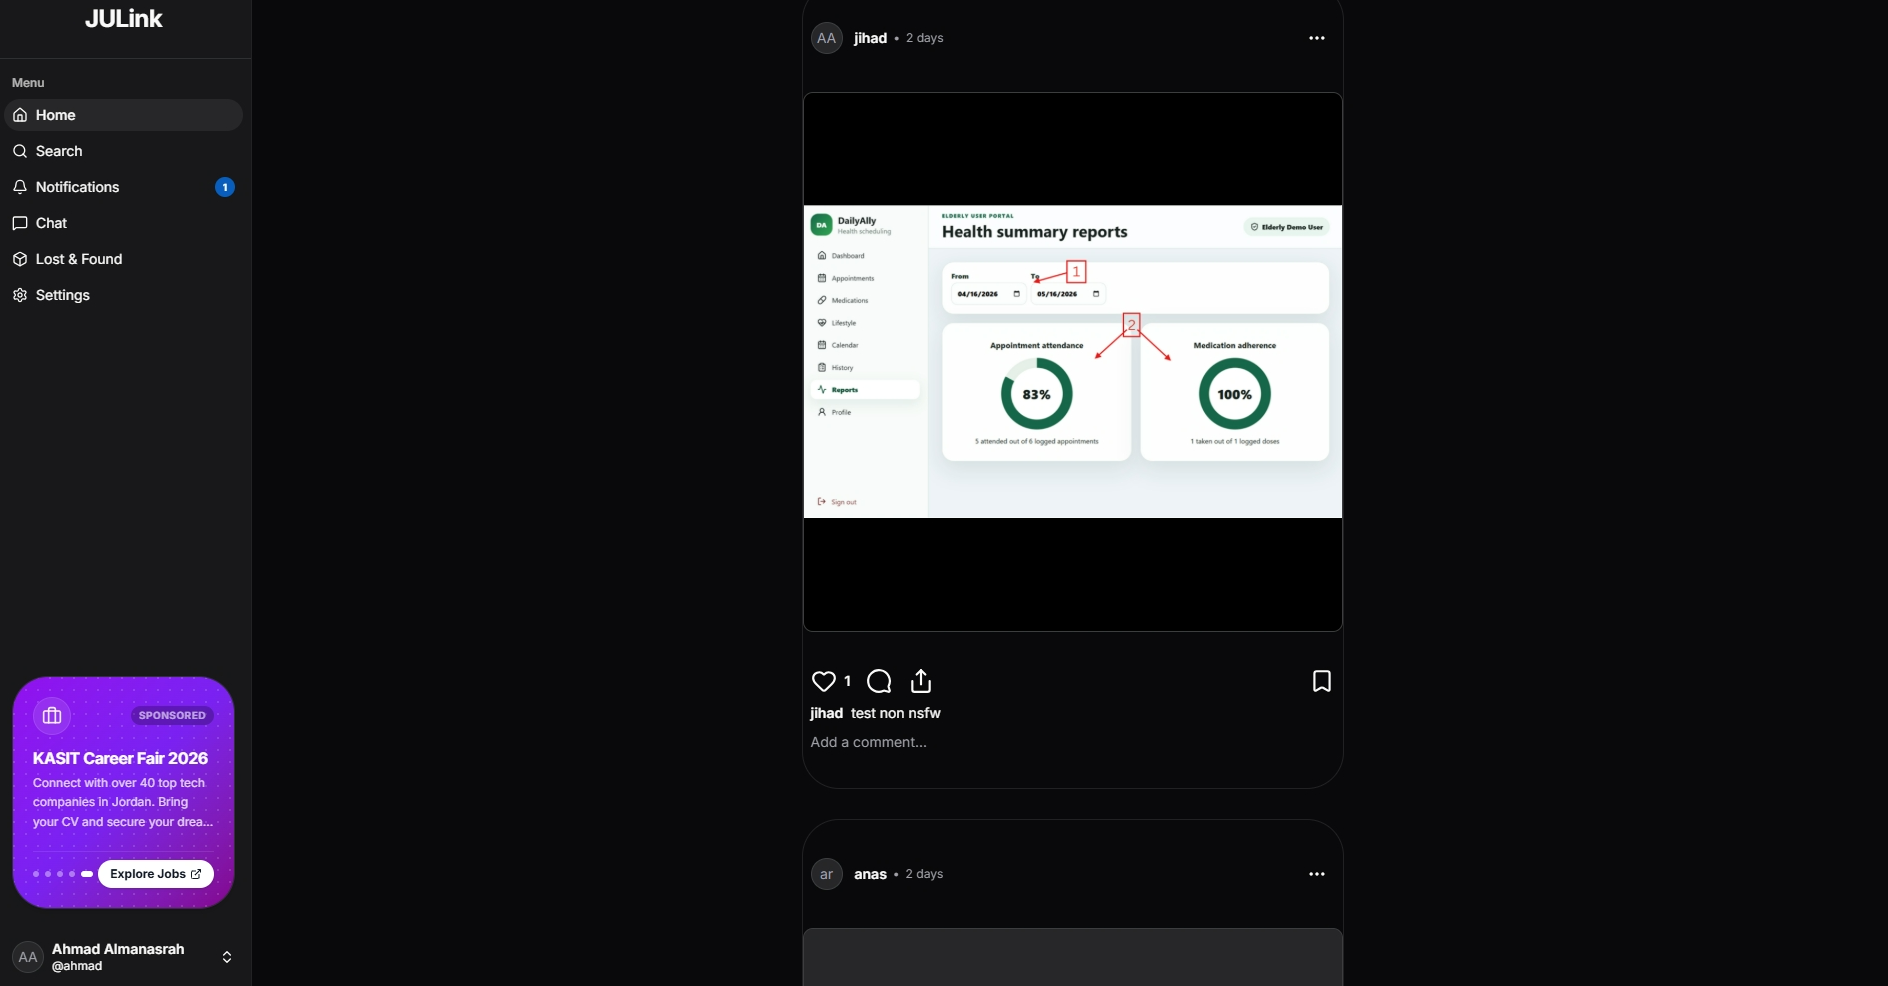 JULink
Menu
Home
Search
Notifications 1
Chat
Lost & Found
Settings
SPONSORED
KASIT Career Fair 2026
Connect with over 40 top tech
companies in Jordan. Bring
your CV and secure your drea...
Explore Jobs
AA Ahmad Almanasrah
@ahmad
AA jihad • 2 days
DA DailyAlly
Health scheduling
Dashboard
Appointments
Medications
Lifestyle
Calendar
History
Reports
Profile
Sign out
ELDERLY USER PORTAL
Health summary reports
Elderly Demo User
From To 1
04/16/2026 05/16/2026
2
Appointment attendance
83%
5 attended out of 6 logged appointments
Medication adherence
100%
1 taken out of 1 logged doses
1
jihad test non nsfw
Add a comment...
ar anas • 2 days